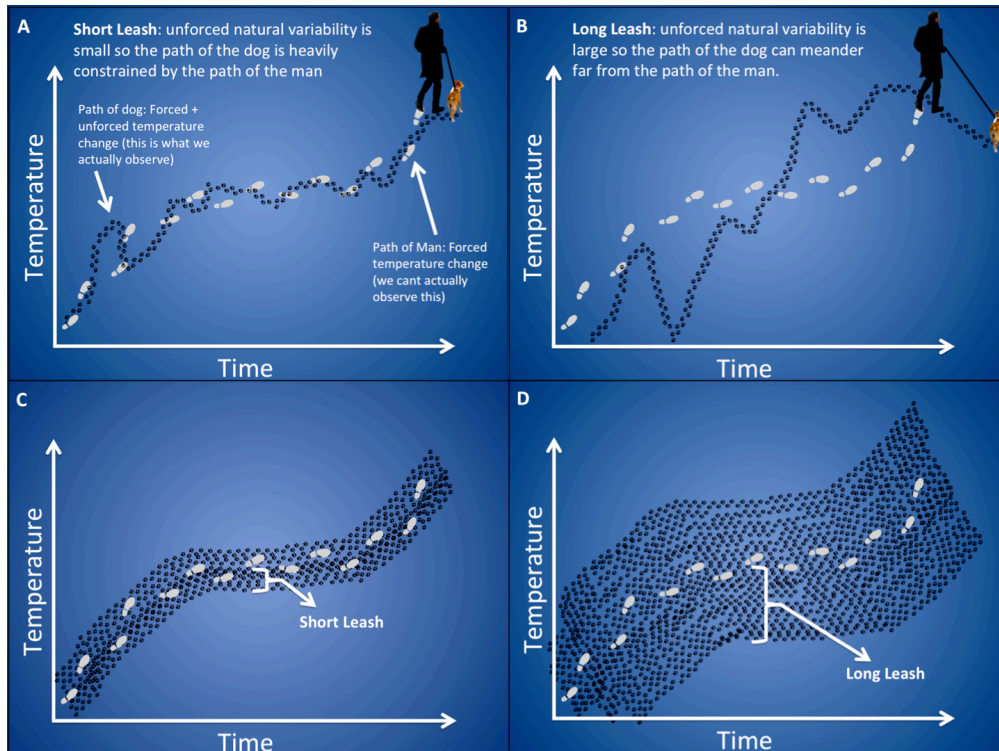 A
Short Leash: unforced natural variability is
small so the path of the dog is heavily
constrained by the path of the man
Path of dog: Forced +
unforced temperature
change (this is what we
actually observe)
Path of Man: Forced
temperature change
(we cant actually
observe this)
Temperature
Time
B
Long Leash: unforced natural variability is
large so the path of the dog can meander
far from the path of the man.
Temperature
Time
C
Short Leash
Temperature
Time
D
Long Leash
Temperature
Time